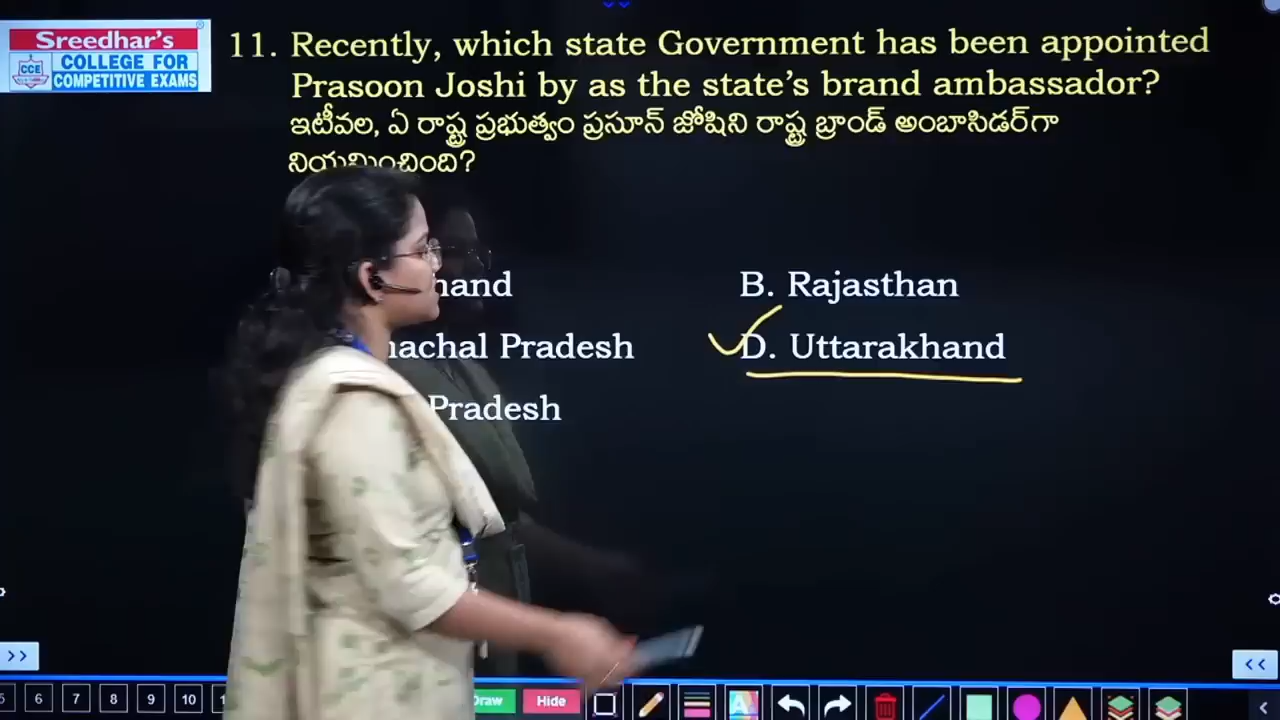 Sreedhar's
CCE
COLLEGE FOR
COMPETITIVE EXAMS
11. Recently, which state Government has been appointed
Prasoon Joshi by as the state's brand ambassador?
ఇటీవల, ఏ రాష్ట్ర ప్రభుత్వం ప్రసూన్ జోషిని రాష్ట్ర బ్రాండ్ అంబాసిడర్‌గా
నియమించింది?
B. Rajasthan
Pradesh
D. Uttarakhand
Pradesh
>>
<<
6 7 8 9 10
Draw
Hide